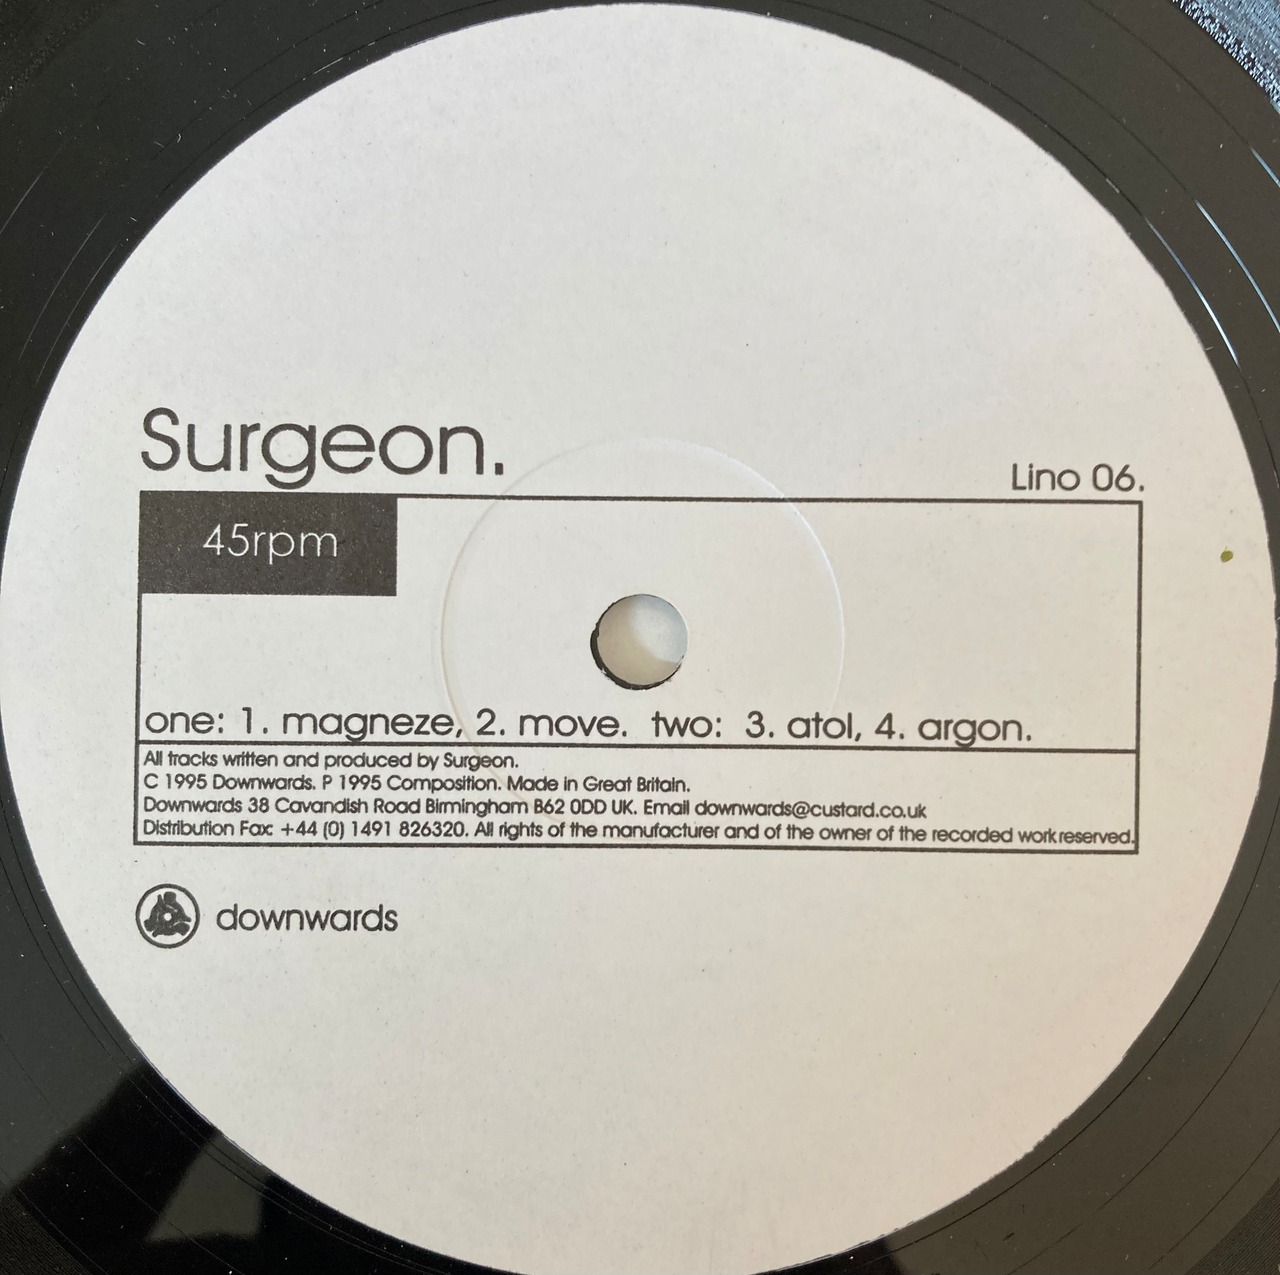 Surgeon.
Lino 06.
45rpm
one: 1. magneze, 2. move. two: 3. atol, 4. argon.
All tracks written and produced by Surgeon.
C 1995 Downwards. P 1995 Composition. Made in Great Britain.
Downwards 38 Cavandish Road Birmingham B62 0DD UK. Email downwards@custard.co.uk
Distribution Fax: +44 (0) 1491 826320. All rights of the manufacturer and of the owner of the recorded work reserved.
downwards